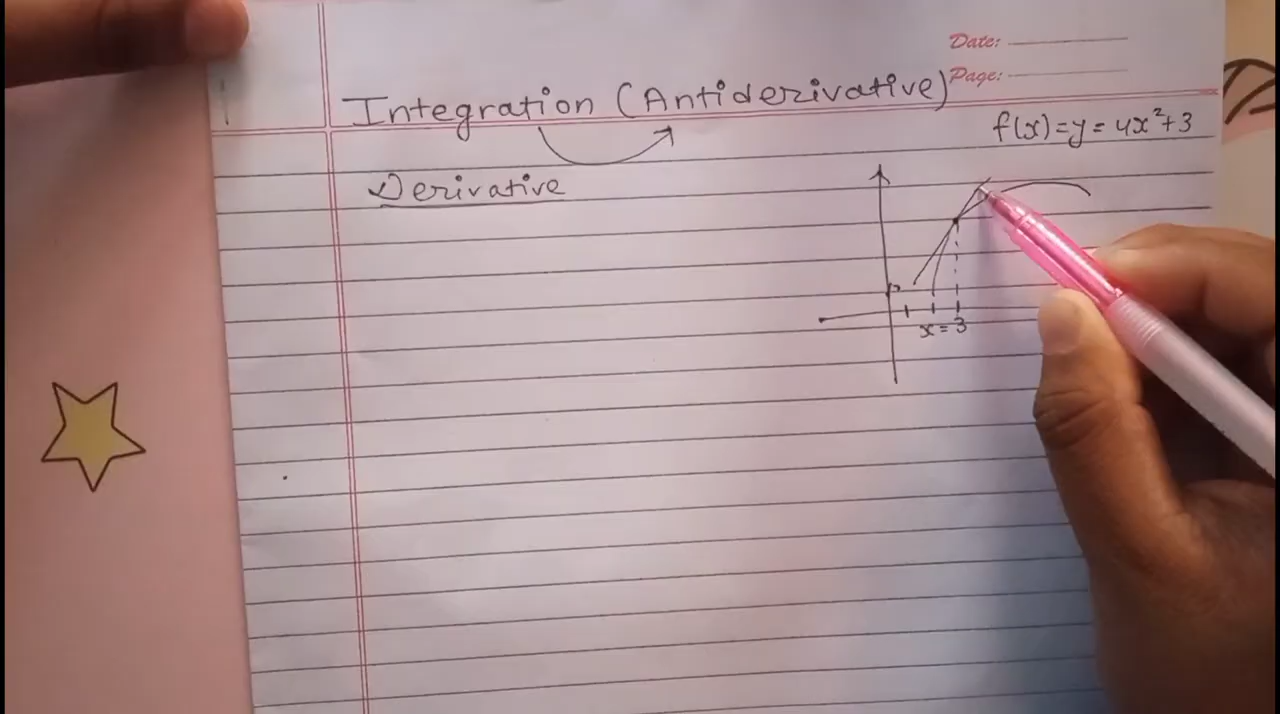 Date:
Page:
Integration (Antiderivative)
f(x)=y=4x²+3
Derivative
x=3